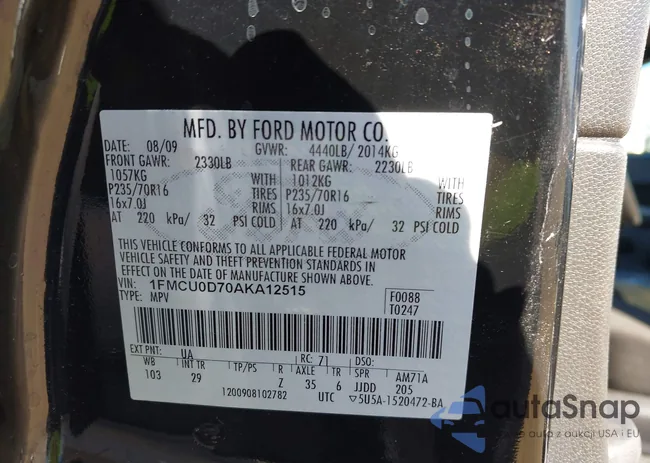 MFD. BY FORD MOTOR CO.
DATE: 08/09 GVWR: 4440LB/ 2014KG
FRONT GAWR: 2330LB REAR GAWR: 2230LB
1057KG WITH 1012KG WITH
P235/70R16 TIRES P235/70R16 TIRES
16x7.0J RIMS 16x7.0J RIMS
AT 220 kPa/ 32 PSI COLD AT 220 kPa/ 32 PSI COLD
THIS VEHICLE CONFORMS TO ALL APPLICABLE FEDERAL MOTOR
VEHICLE SAFETY AND THEFT PREVENTION STANDARDS IN
EFFECT ON THE DATE OF MANUFACTURE SHOWN ABOVE.
VIN: 1FMCU0D70AKA12515
TYPE: MPV
F0088
T0247
EXT PNT: UA RC: 71 DSO:
WB INT TR TP/PS R AXLE TR SPR AM71A
103 29 Z 35 6 JJDD 205
1200908102782 UTC ▽5U5A-1520472-BA
autaSnap
auta z aukcji USA i EU